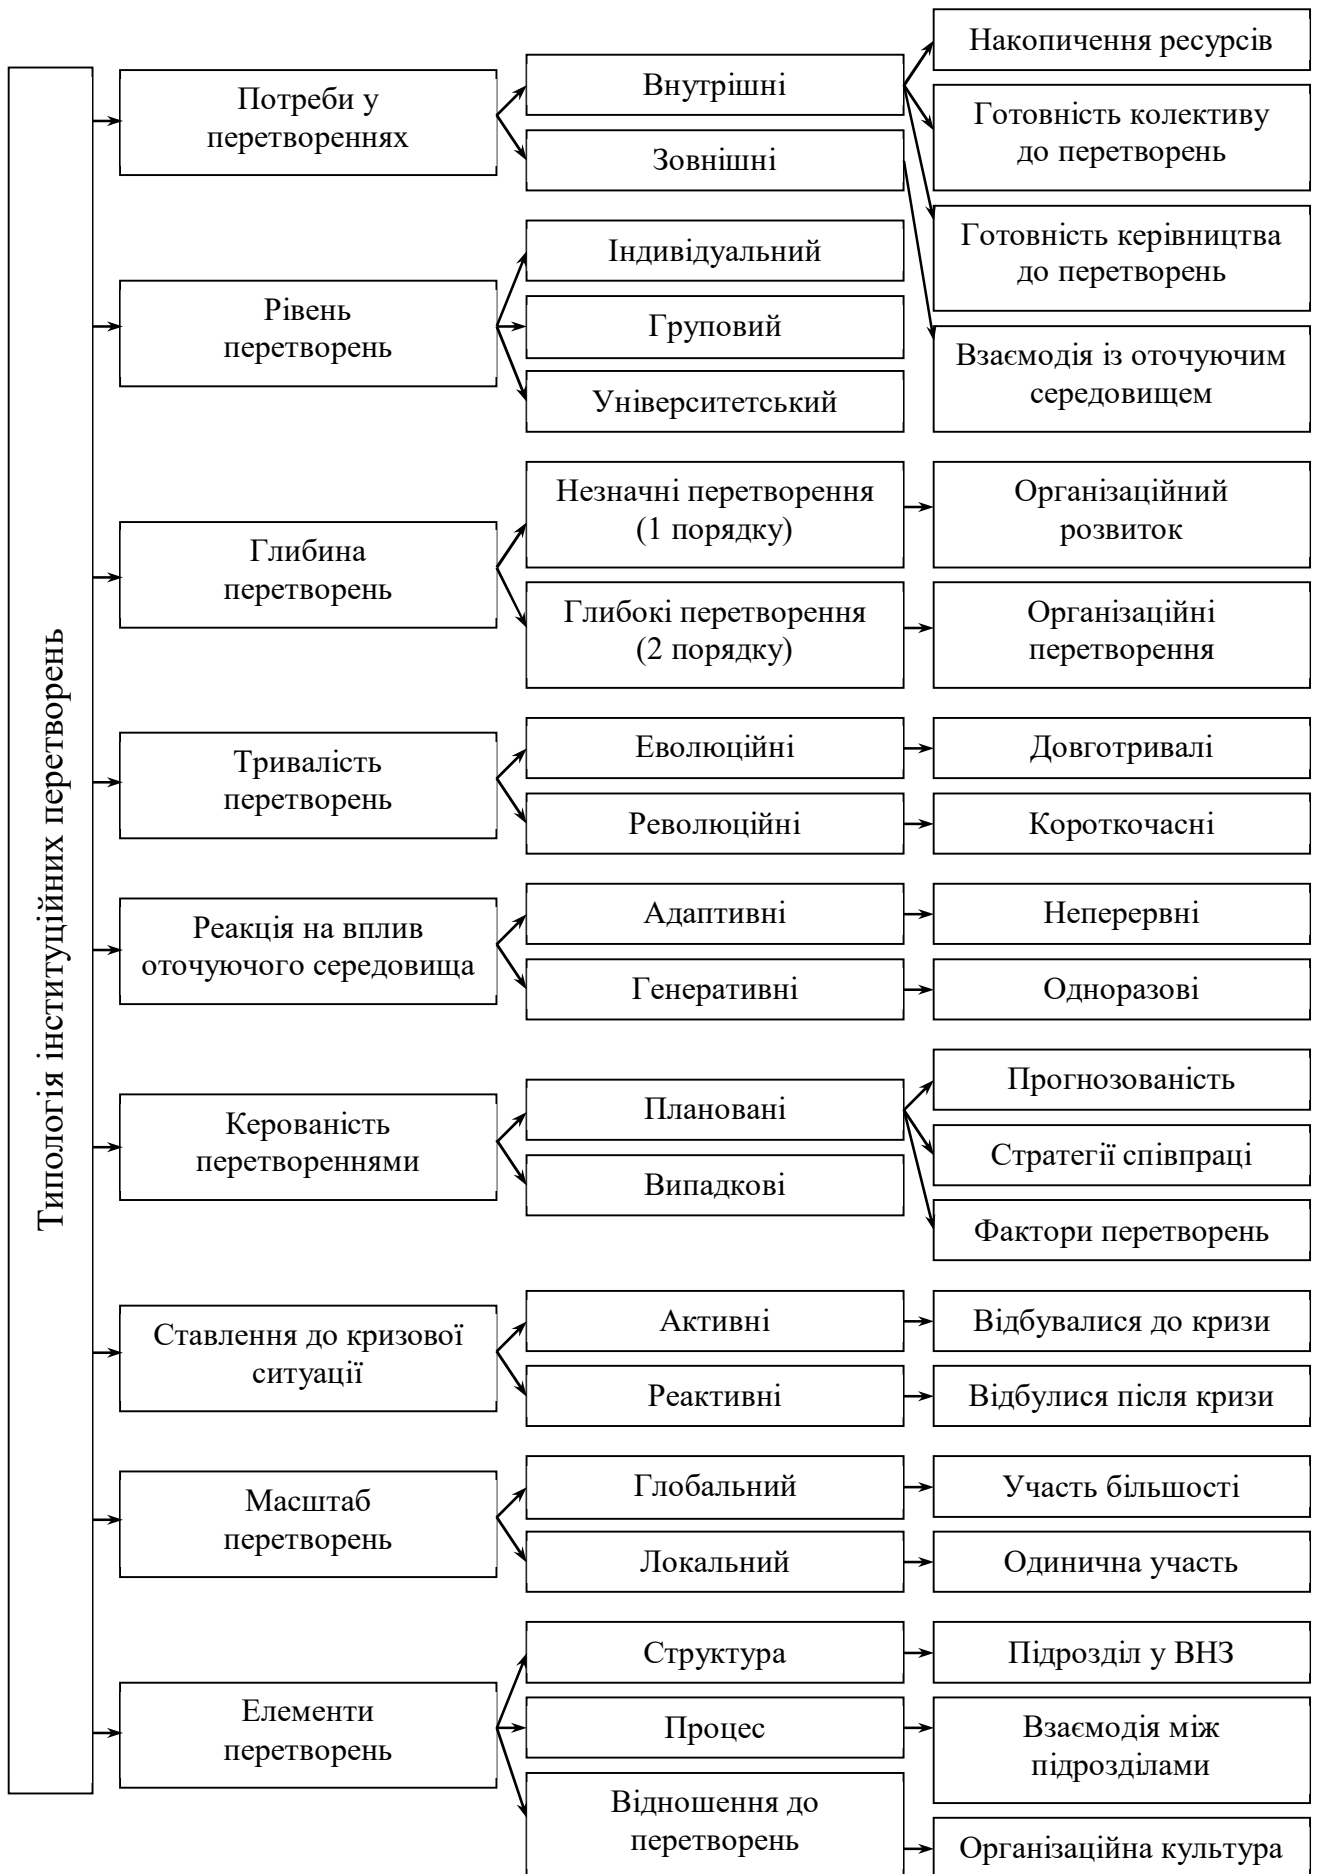 Типологія інституційних перетворень
Потреби у
перетвореннях
Внутрішні
Зовнішні
Накопичення ресурсів
Готовність колективу
до перетворень
Готовність керівництва
до перетворень
Взаємодія із оточуючим
середовищем
Рівень
перетворень
Індивідуальний
Груповий
Університетський
Глибина
перетворень
Незначні перетворення
(1 порядку)
Організаційний
розвиток
Глибокі перетворення
(2 порядку)
Організаційні
перетворення
Тривалість
перетворень
Еволюційні
Довготривалі
Революційні
Короткочасні
Реакція на вплив
оточуючого середовища
Адаптивні
Неперервні
Генеративні
Одноразові
Керованість
перетвореннями
Плановані
Випадкові
Прогнозованість
Стратегії співпраці
Фактори перетворень
Ставлення до кризової
ситуації
Активні
Відбувалися до кризи
Реактивні
Відбулися після кризи
Масштаб
перетворень
Глобальний
Участь більшості
Локальний
Одинична участь
Елементи
перетворень
Структура
Підрозділ у ВНЗ
Процес
Взаємодія між
підрозділами
Відношення до
перетворень
Організаційна культура